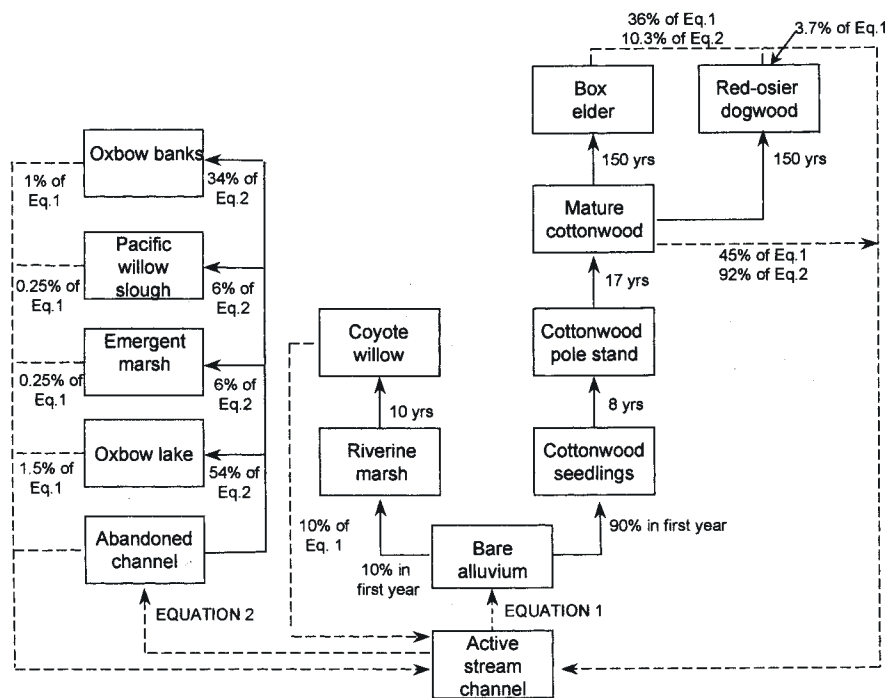 36% of Eq.1
10.3% of Eq.2
3.7% of Eq.1
Box
elder
Red-osier
dogwood
150 yrs
150 yrs
Mature
cottonwood
45% of Eq.1
92% of Eq.2
17 yrs
Cottonwood
pole stand
8 yrs
Cottonwood
seedlings
90% in first year
Oxbow banks
1% of
Eq.1
34% of
Eq.2
Pacific
willow
slough
0.25% of
Eq.1
6% of
Eq.2
Emergent
marsh
0.25% of
Eq.1
6% of
Eq.2
Oxbow lake
1.5% of
Eq.1
54% of
Eq.2
Abandoned
channel
EQUATION 2
Coyote
willow
10 yrs
Riverine
marsh
10% of
Eq. 1
10% in
first year
Bare
alluvium
EQUATION 1
Active
stream
channel